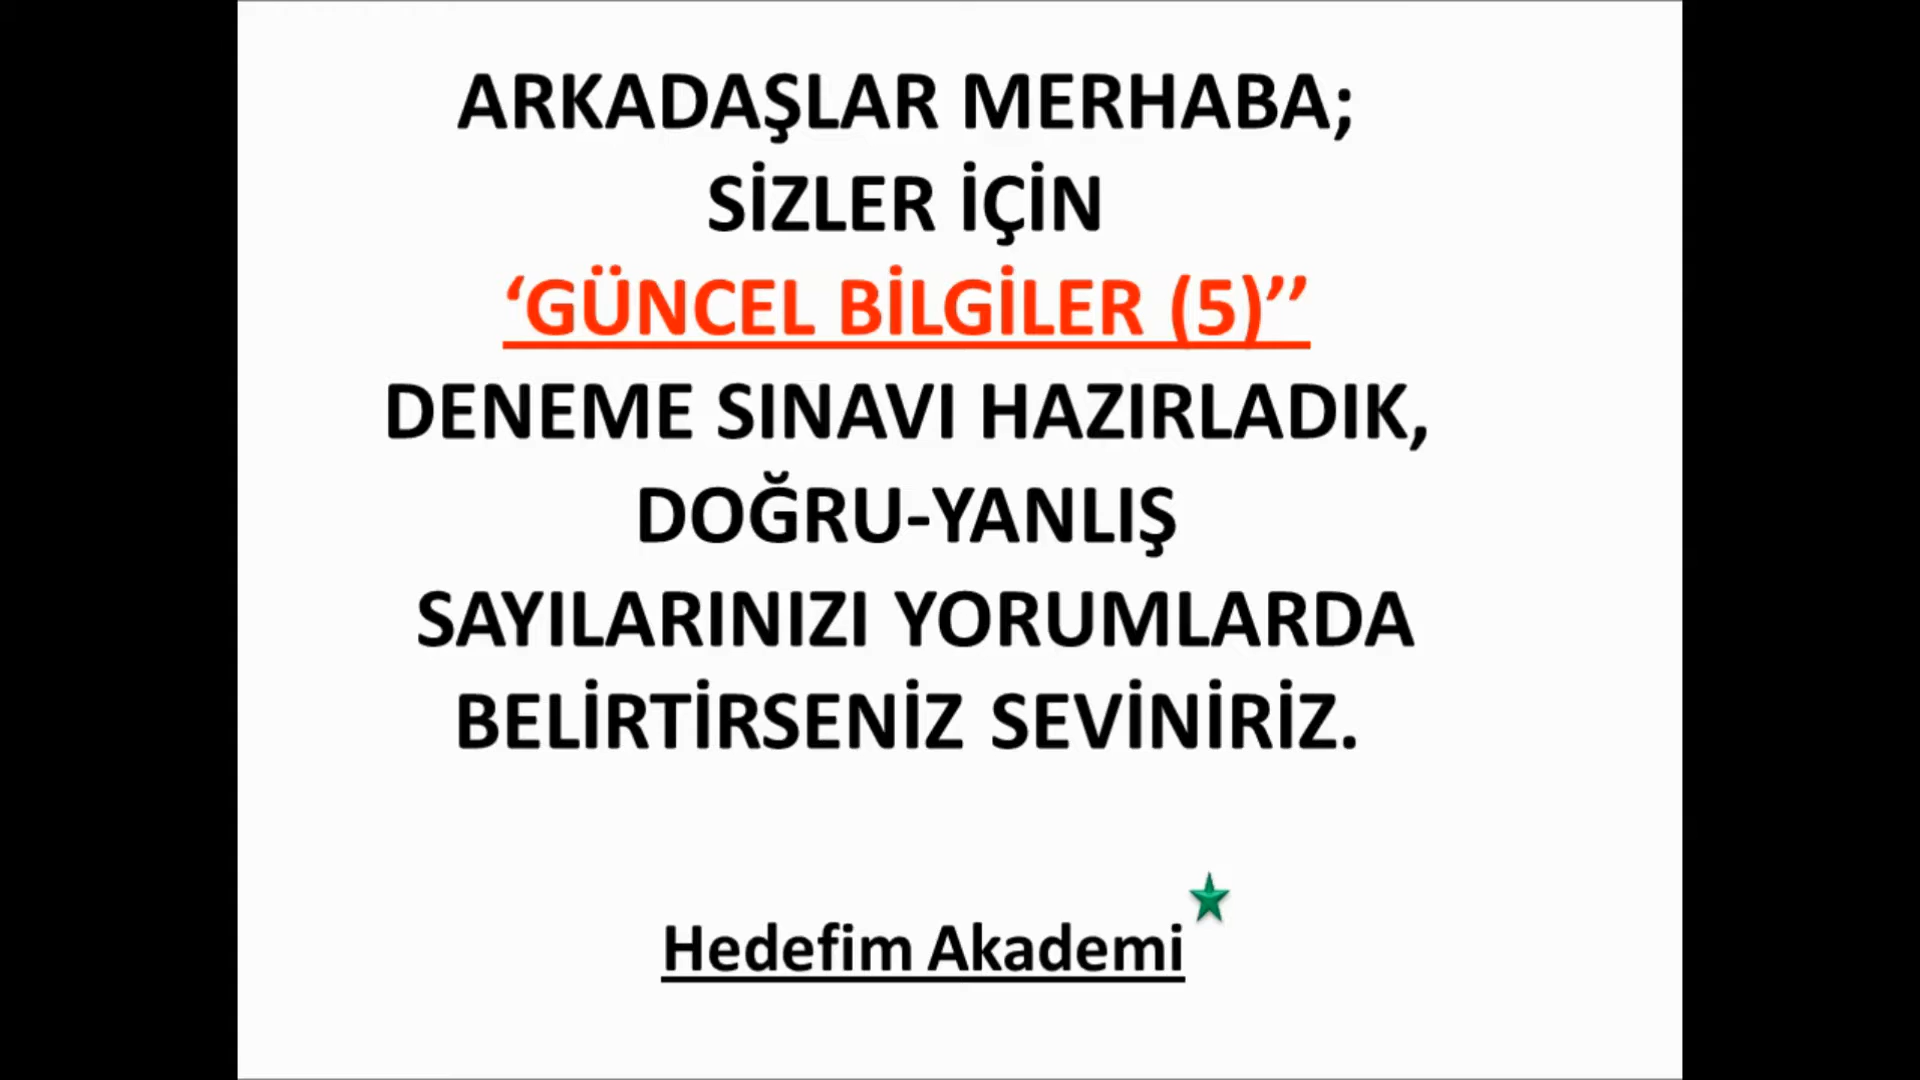 ARKADAŞLAR MERHABA;
SİZLER İÇİN
‘GÜNCEL BİLGİLER (5)’’
DENEME SINAVI HAZIRLADIK,
DOĞRU-YANLIŞ
SAYILARINIZI YORUMLARDA
BELİRTİRSENİZ SEVİNİRİZ.
Hedefim Akademi